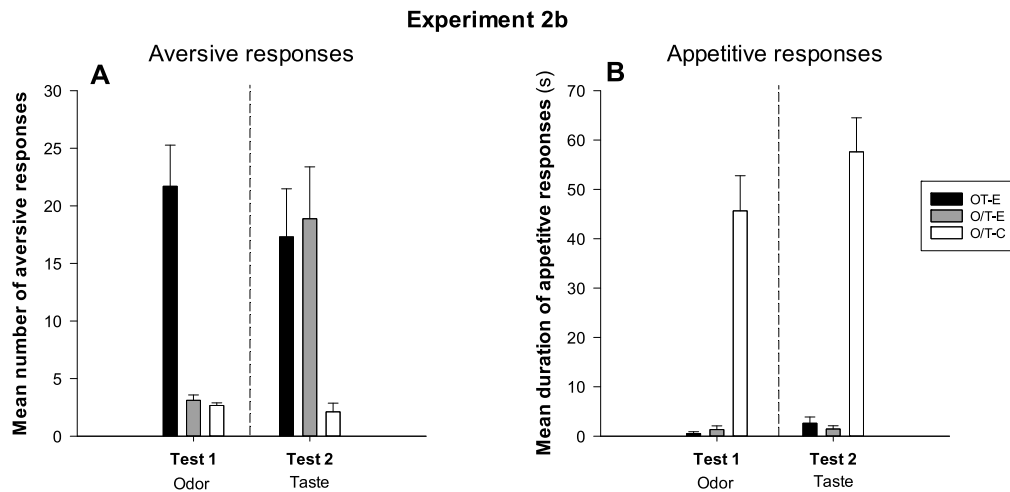 Experiment 2b
A
Aversive responses
Mean number of aversive responses
30
25
20
15
10
5
0
Test 1
Test 2
Odor
Taste
B
Appetitive responses
Mean duration of appetitve responses (s)
70
60
50
40
30
20
10
0
Test 1
Test 2
Odor
Taste
OT-E
O/T-E
O/T-C